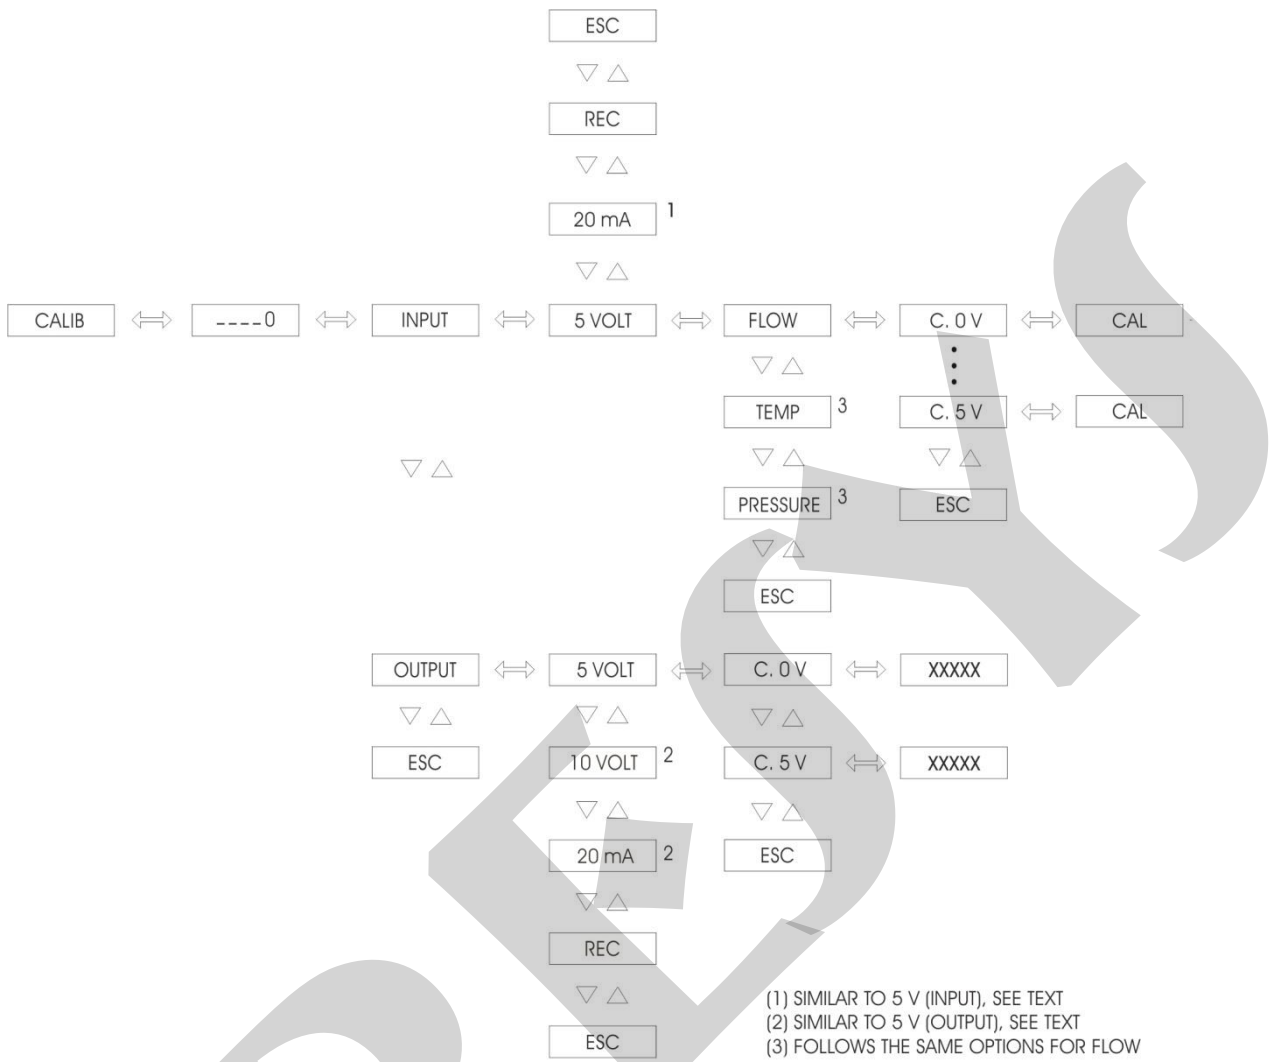 ESC
REC
20 mA 1
CALIB ----0 INPUT 5 VOLT FLOW C. 0 V CAL
TEMP 3 C. 5 V CAL
PRESSURE 3 ESC
ESC
OUTPUT 5 VOLT C. 0 V XXXXX
ESC 10 VOLT 2 C. 5 V XXXXX
20 mA 2 ESC
REC
ESC
(1) SIMILAR TO 5 V (INPUT), SEE TEXT
(2) SIMILAR TO 5 V (OUTPUT), SEE TEXT
(3) FOLLOWS THE SAME OPTIONS FOR FLOW